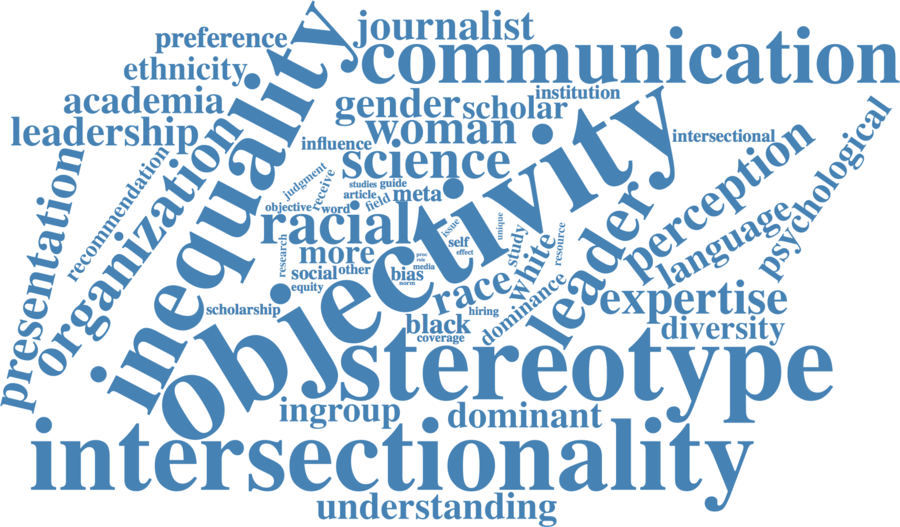 journalist
preference
communication
ethnicity
inequality
academia
institution
gender
scholar
leadership
woman
objectivity
intersectional
influence
science
psychological
presentation
recommendation
organization
judgment
receive
studies
guide
article
meta
field
objective
word
racial
perception
language
leader
issue
unique
study
resource
self
effect
white
research
more
social
other
bias
proc
role
media
norm
equity
race
dominance
expertise
scholarship
hiring
black
coverage
diversity
stereotype
ingroup
dominant
intersectionality
understanding